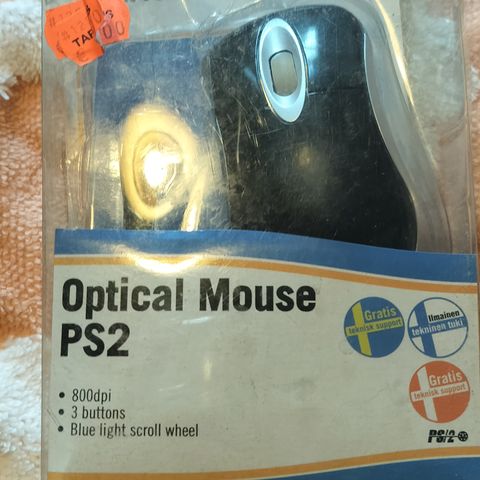 Optical Mouse
PS2
• 800dpi
• 3 buttons
• Blue light scroll wheel
Gratis
teknisk support
Ilmainen
tekninen tuki
Gratis
teknisk support
PS/2